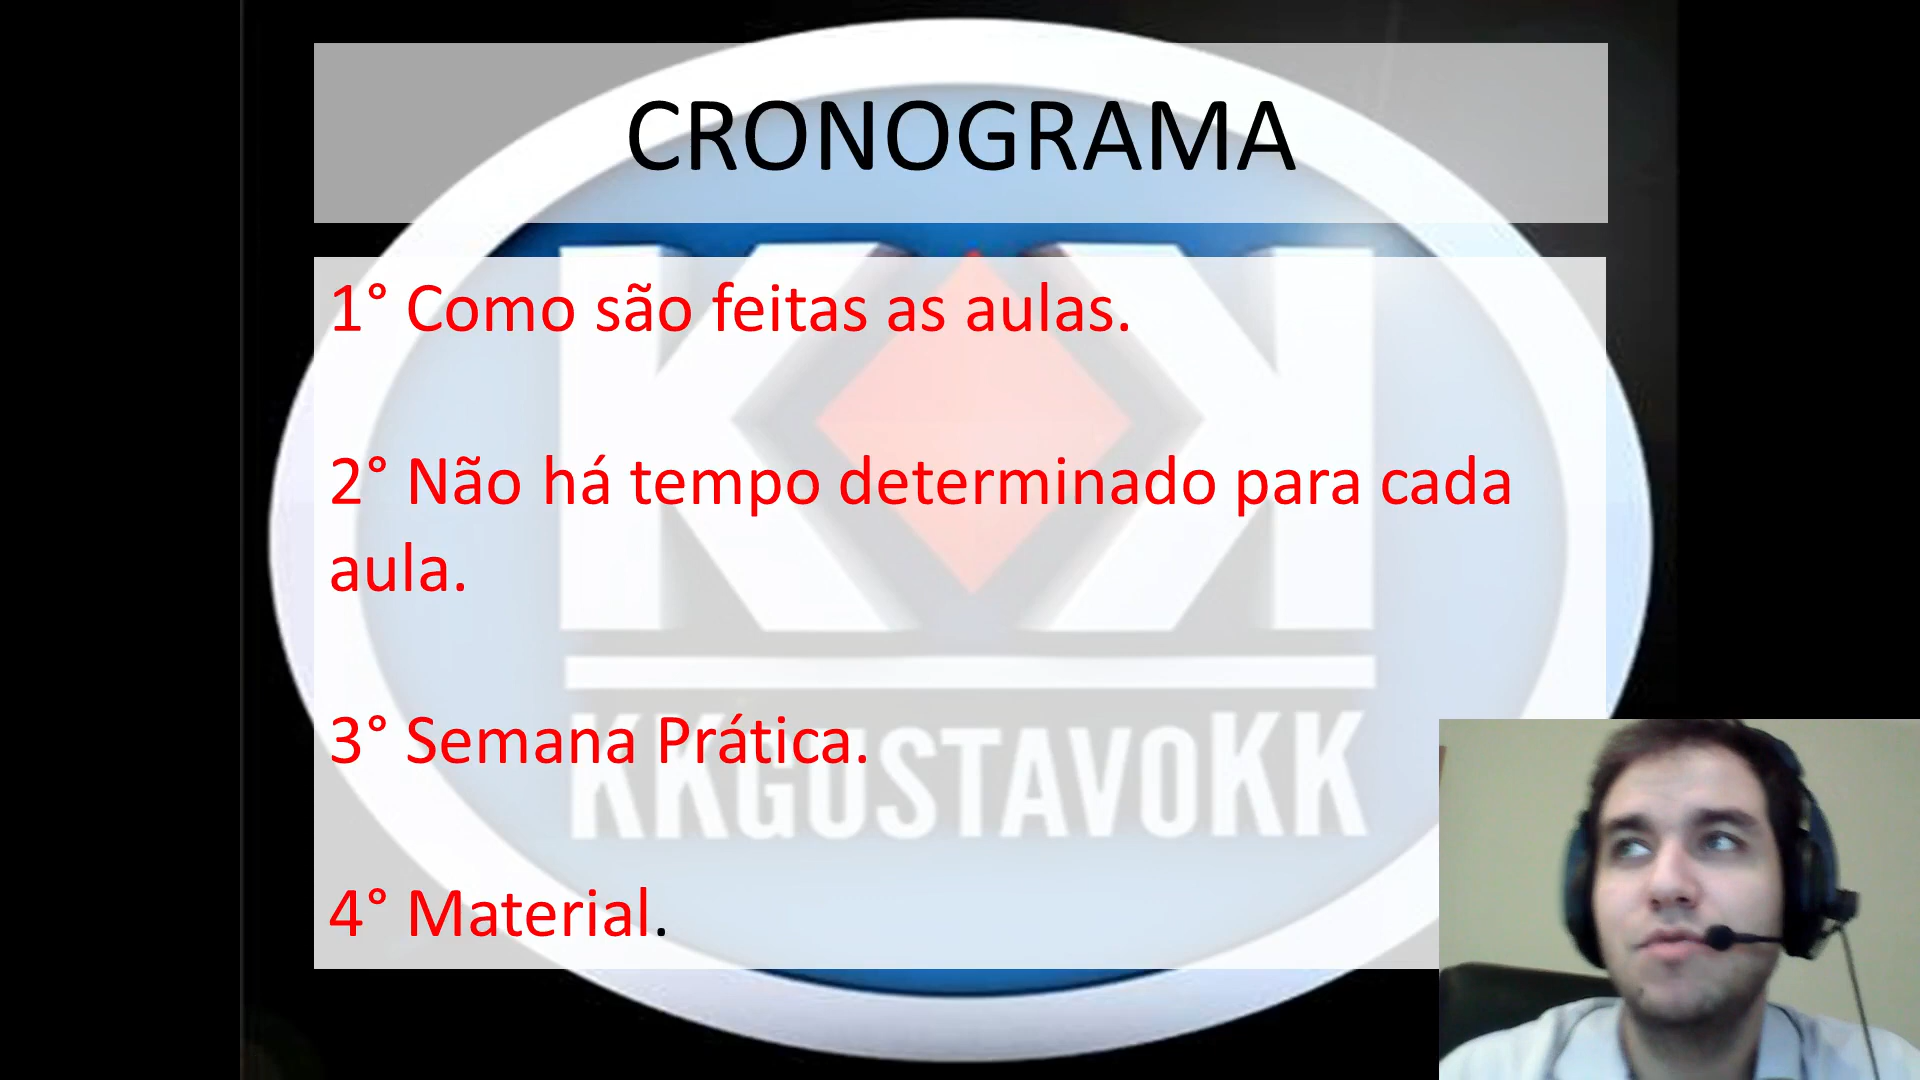 CRONOGRAMA
1° Como são feitas as aulas.
2° Não há tempo determinado para cada
aula.
3° Semana Prática.
4° Material.
KK
KKGUSTAVOKK